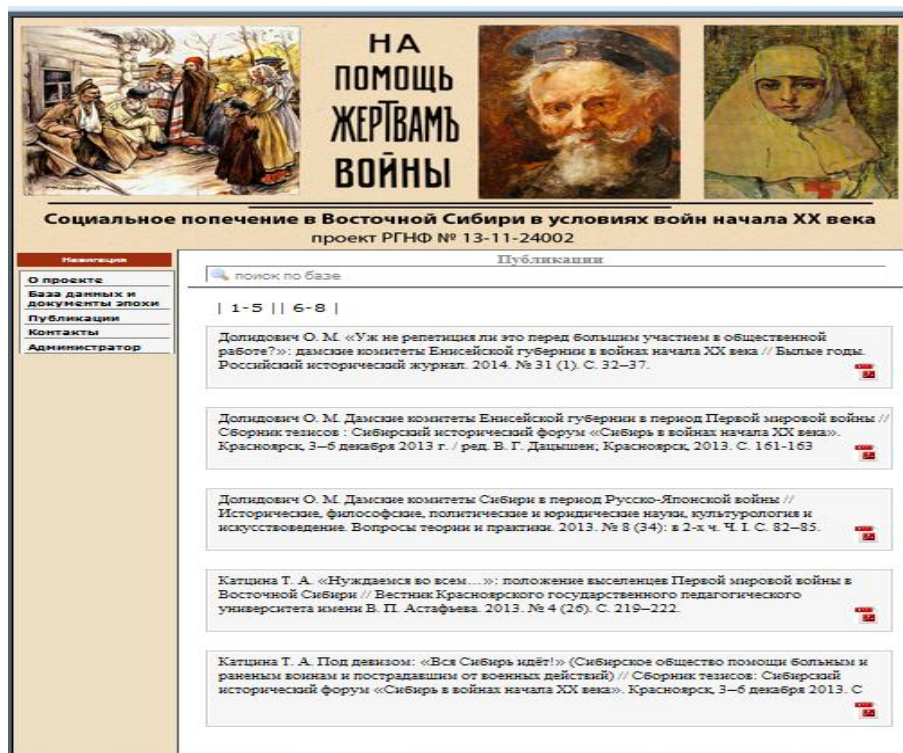 НА
ПОМОЩЬ
ЖЕРТВАМЪ
ВОЙНЫ
Социальное попечение в Восточной Сибири в условиях войн начала XX века
проект РГНФ № 13-11-24002
Навигация
О проекте
База данных и
документы эпохи
Публикации
Контакты
Администратор
Публикации
поиск по базе
| 1-5 || 6-8 |
Долидович О. М. «Уж не репетиция ли это перед большим участием в общественной
работе?»: дамские комитеты Енисейской губернии в войнах начала XX века // Былые годы.
Российский исторический журнал. 2014. № 31 (1). С. 32–37.
Долидович О. М. Дамские комитеты Енисейской губернии в период Первой мировой войны //
Сборник тезисов : Сибирский исторический форум «Сибирь в войнах начала XX века».
Красноярск, 3–6 декабря 2013 г. / ред. В. Г. Дацышен; Красноярск, 2013. С. 161-163
Долидович О. М. Дамские комитеты Сибири в период Русско-Японской войны //
Исторические, философские, политические и юридические науки, культурология и
искусствоведение. Вопросы теории и практики. 2013. № 8 (34): в 2-х ч. Ч. I. С. 82–85.
Катцина Т. А. «Нуждаемся во всем…»: положение выселенцев Первой мировой войны в
Восточной Сибири // Вестник Красноярского государственного педагогического
университета имени В. П. Астафьева. 2013. № 4 (26). С. 219–222.
Катцина Т. А. Под девизом: «Вся Сибирь идёт!» (Сибирское общество помощи больным и
раненым воинам и пострадавшим от военных действий) // Сборник тезисов: Сибирский
исторический форум «Сибирь в войнах начала XX века». Красноярск, 3–6 декабря 2013. С